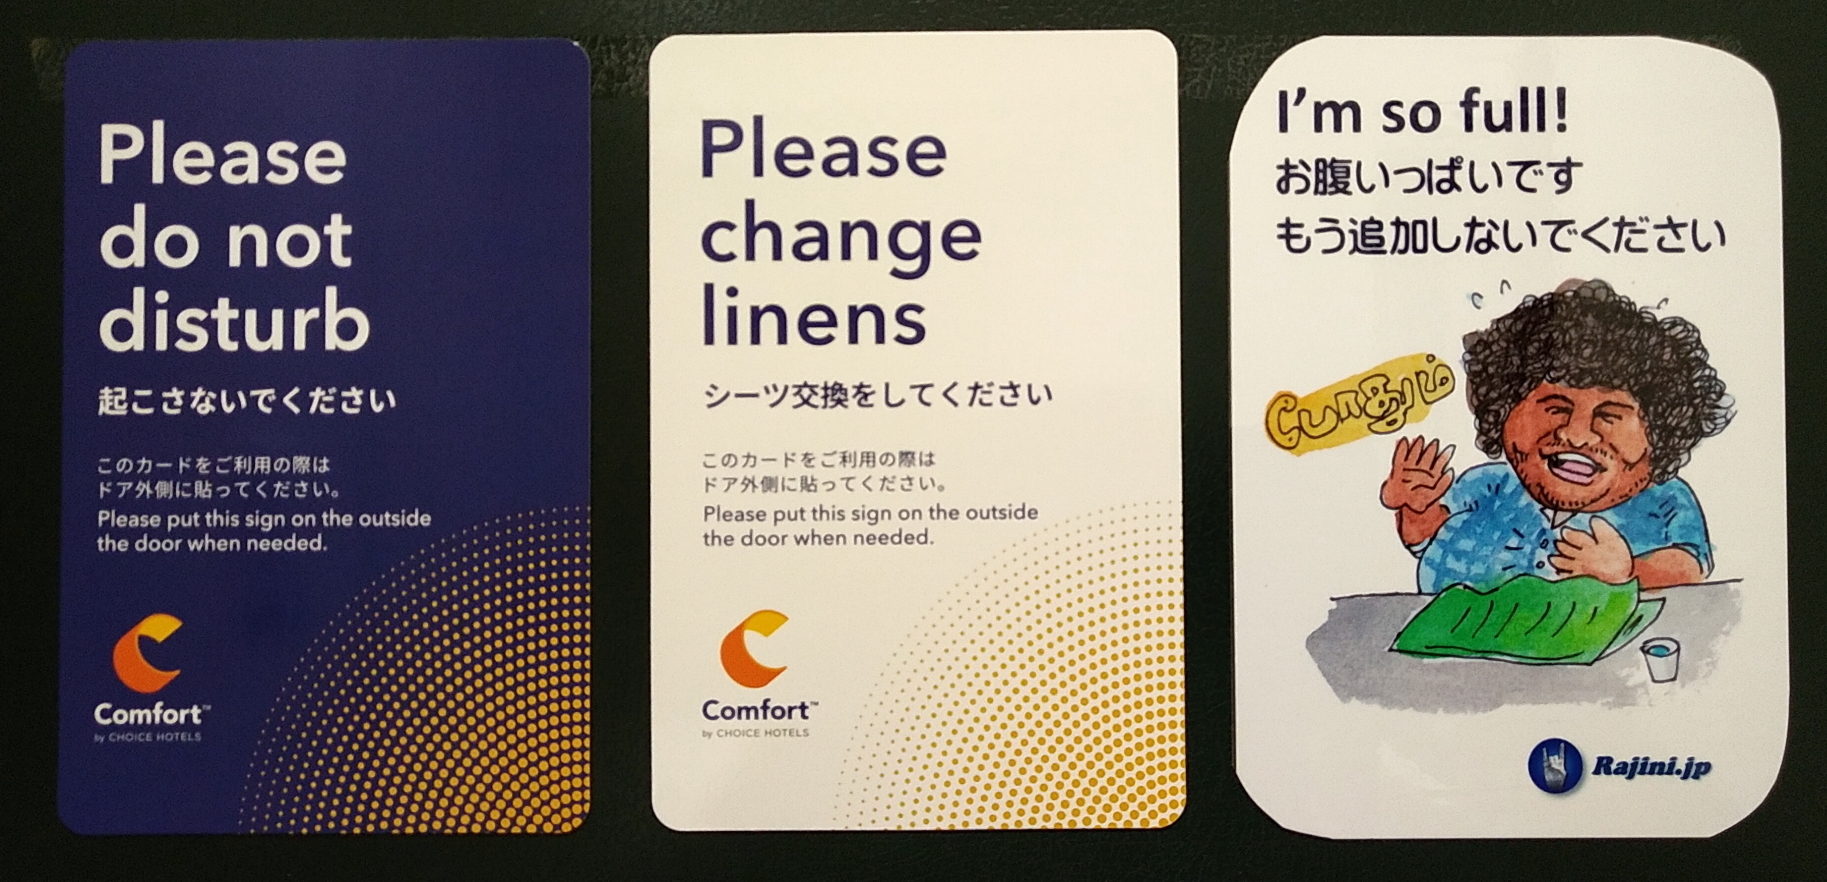 Please
do not
disturb
起こさないでください
このカードをご利用の際は
ドア外側に貼ってください。
Please put this sign on the outside
the door when needed.
Comfort™
by CHOICE HOTELS
Please
change
linens
シーツ交換をしてください
このカードをご利用の際は
ドア外側に貼ってください。
Please put this sign on the outside
the door when needed.
Comfort™
by CHOICE HOTELS
I'm so full!
お腹いっぱいです
もう追加しないでください
போதும்
Rajini.jp